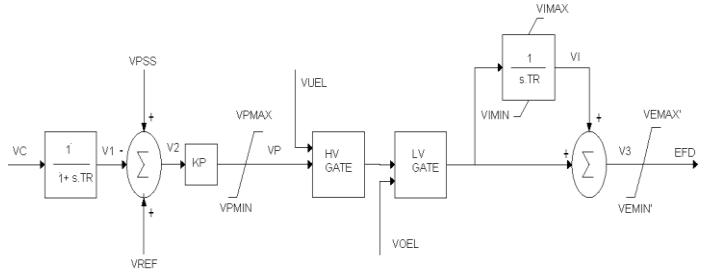 VIMAX
VPSS
1
s.TR
VI
VUEL
VIMIN
VPMAX
VEMAX'
VC
1
1+ s.TR
V1
-
+
Σ
V2
KP
VP
HV
GATE
LV
GATE
+
+
Σ
V3
EFD
VPMIN
VEMIN'
+
VOEL
VREF